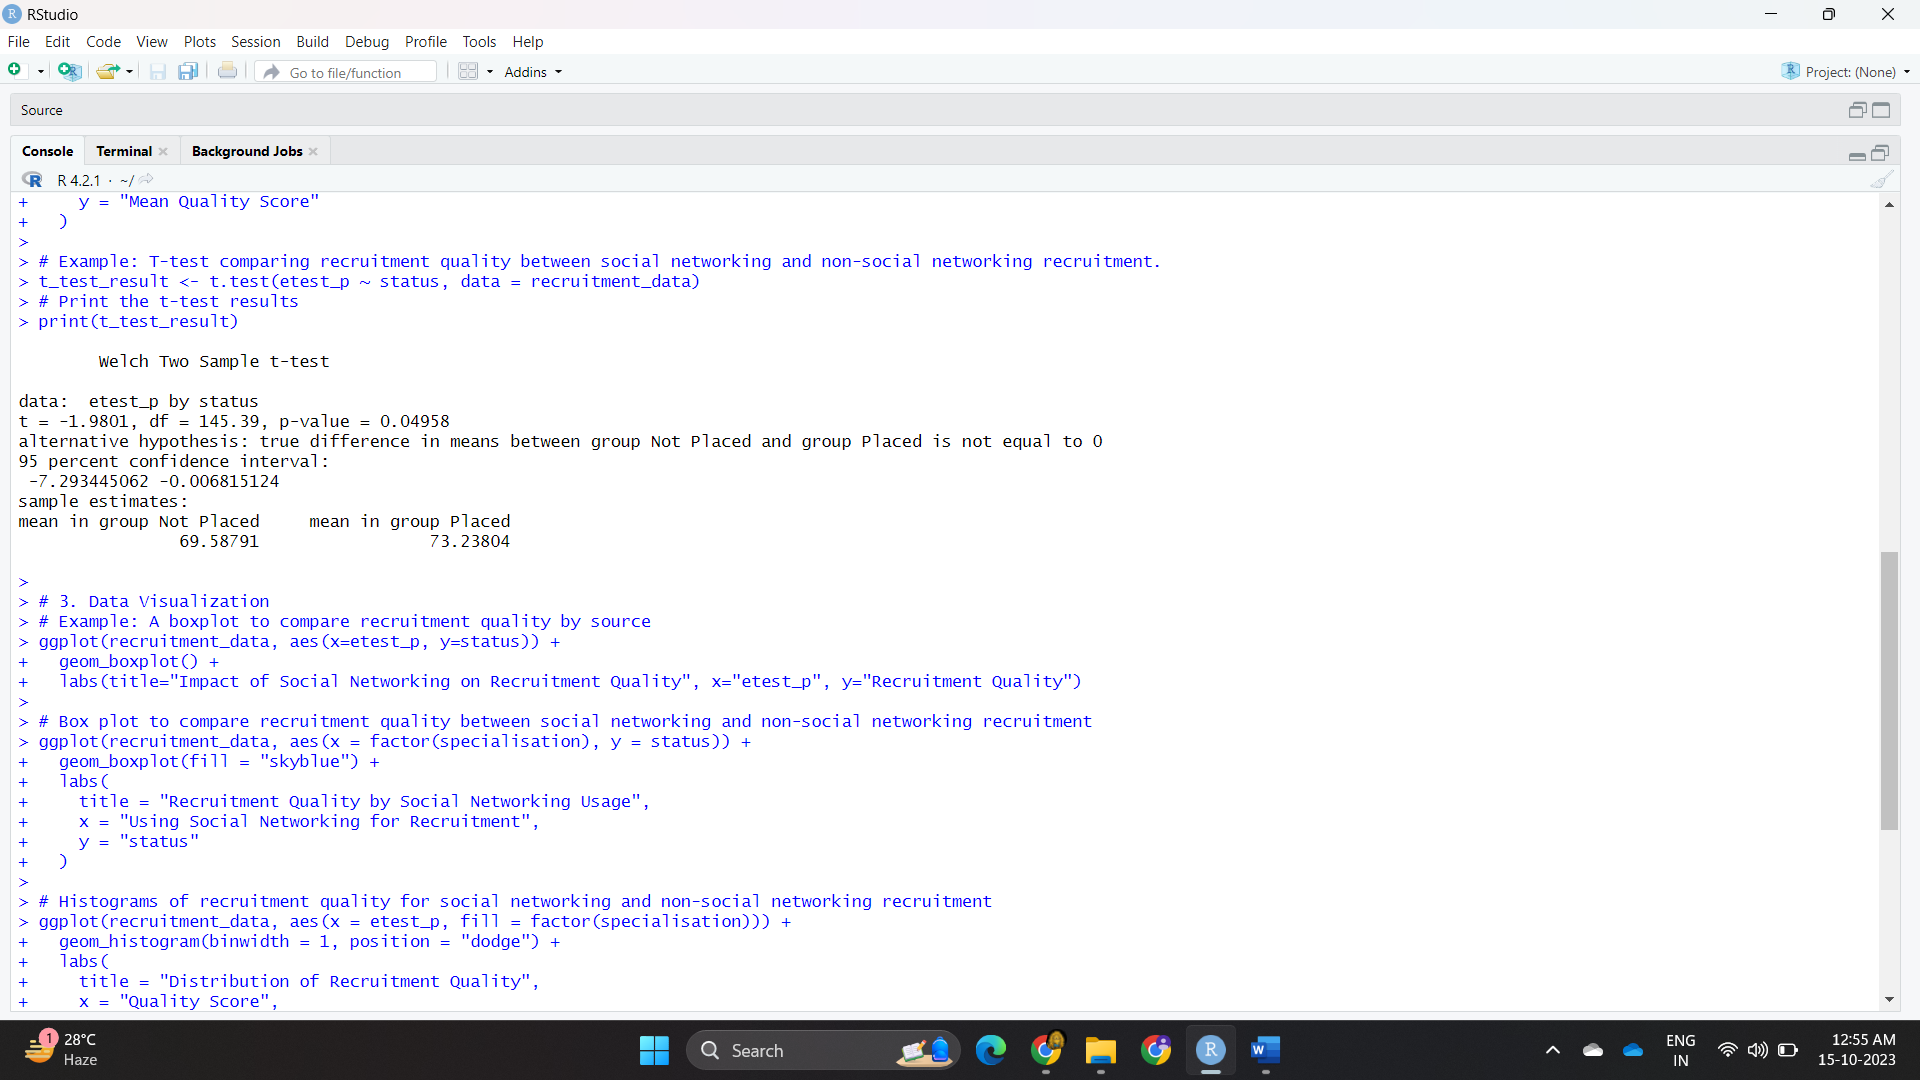 RStudio
File Edit Code View Plots Session Build Debug Profile Tools Help
Go to file/function Addins Project: (None)
Source
Console Terminal Background Jobs
R 4.2.1 · ~/
+     y = "Mean Quality Score"
+   )
>
> # Example: T-test comparing recruitment quality between social networking and non-social networking recruitment.
> t_test_result <- t.test(etest_p ~ status, data = recruitment_data)
> # Print the t-test results
> print(t_test_result)
        Welch Two Sample t-test
data:  etest_p by status
t = -1.9801, df = 145.39, p-value = 0.04958
alternative hypothesis: true difference in means between group Not Placed and group Placed is not equal to 0
95 percent confidence interval:
 -7.293445062 -0.006815124
sample estimates:
mean in group Not Placed     mean in group Placed
                69.58791                 73.23804
>
> # 3. Data Visualization
> # Example: A boxplot to compare recruitment quality by source
> ggplot(recruitment_data, aes(x=etest_p, y=status)) +
+   geom_boxplot() +
+   labs(title="Impact of Social Networking on Recruitment Quality", x="etest_p", y="Recruitment Quality")
>
> # Box plot to compare recruitment quality between social networking and non-social networking recruitment
> ggplot(recruitment_data, aes(x = factor(specialisation), y = status)) +
+   geom_boxplot(fill = "skyblue") +
+   labs(
+     title = "Recruitment Quality by Social Networking Usage",
+     x = "Using Social Networking for Recruitment",
+     y = "status"
+   )
>
> # Histograms of recruitment quality for social networking and non-social networking recruitment
> ggplot(recruitment_data, aes(x = etest_p, fill = factor(specialisation))) +
+   geom_histogram(binwidth = 1, position = "dodge") +
+   labs(
+     title = "Distribution of Recruitment Quality",
+     x = "Quality Score",
1 28°C
Haze
Search
ENG
IN
12:55 AM
15-10-2023